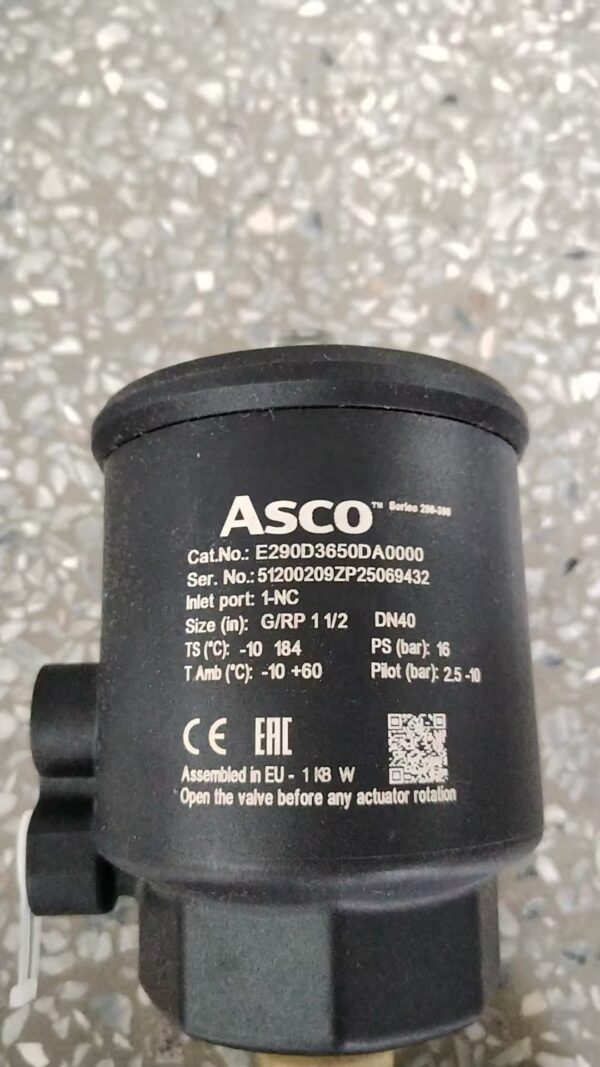 ASCO™ Series 290-390
Cat.No.: E290D3650DA0000
Ser. No.: 51200209ZP25069432
Inlet port: 1-NC
Size (in): G/RP 1 1/2 DN40
TS (°C): -10 184 PS (bar): 16
T Amb (°C): -10 +60 Pilot (bar): 2.5 -10
CE EAC
Assembled in EU - 1 W
Open the valve before any actuator rotation